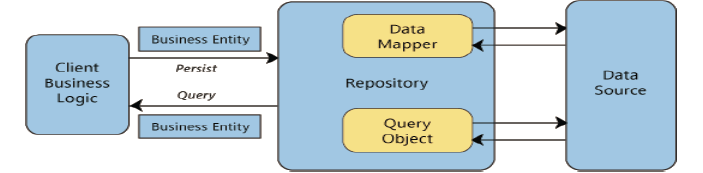 Client
Business
Logic
Business Entity
Persist
Query
Business Entity
Data
Mapper
Repository
Query
Object
Data
Source